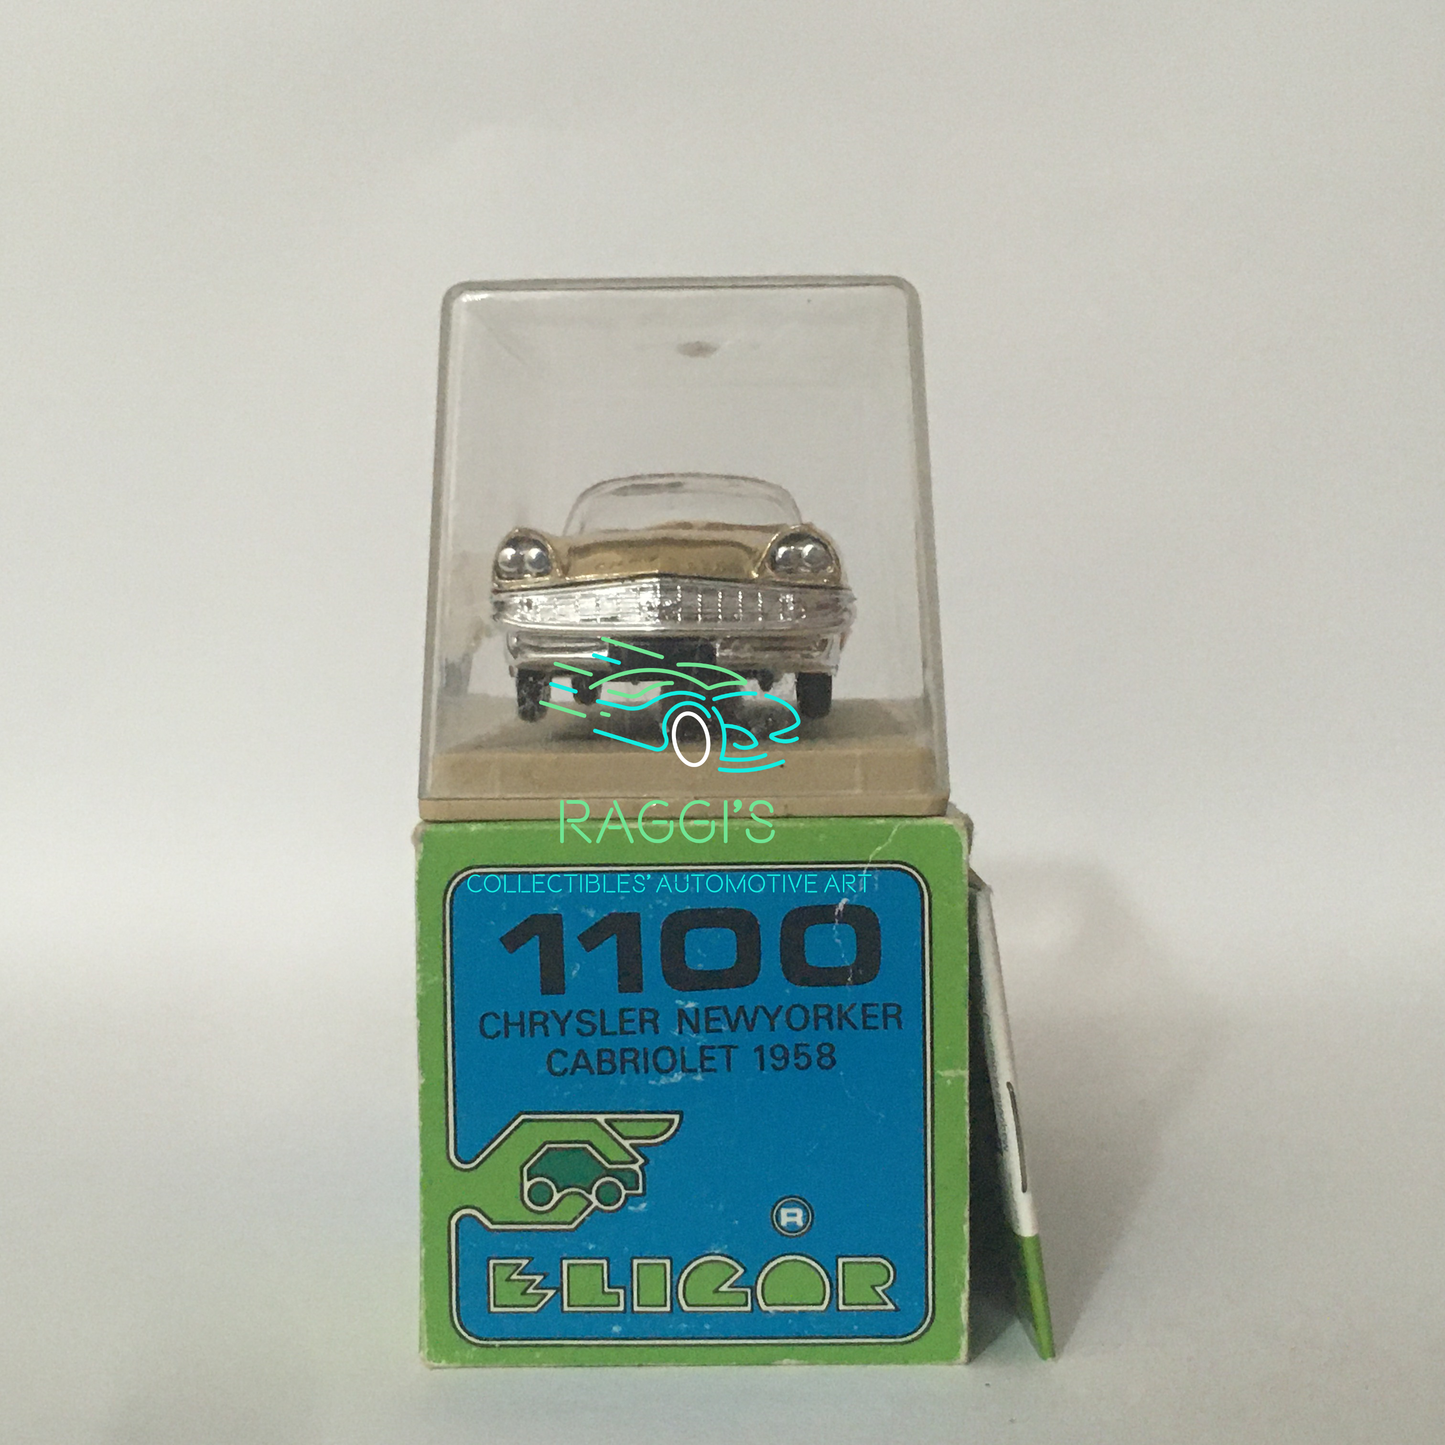 RAGGI'S
COLLECTIBLES' AUTOMOTIVE ART
1100
CHRYSLER NEWYORKER
CABRIOLET 1958
®
ELIGOR